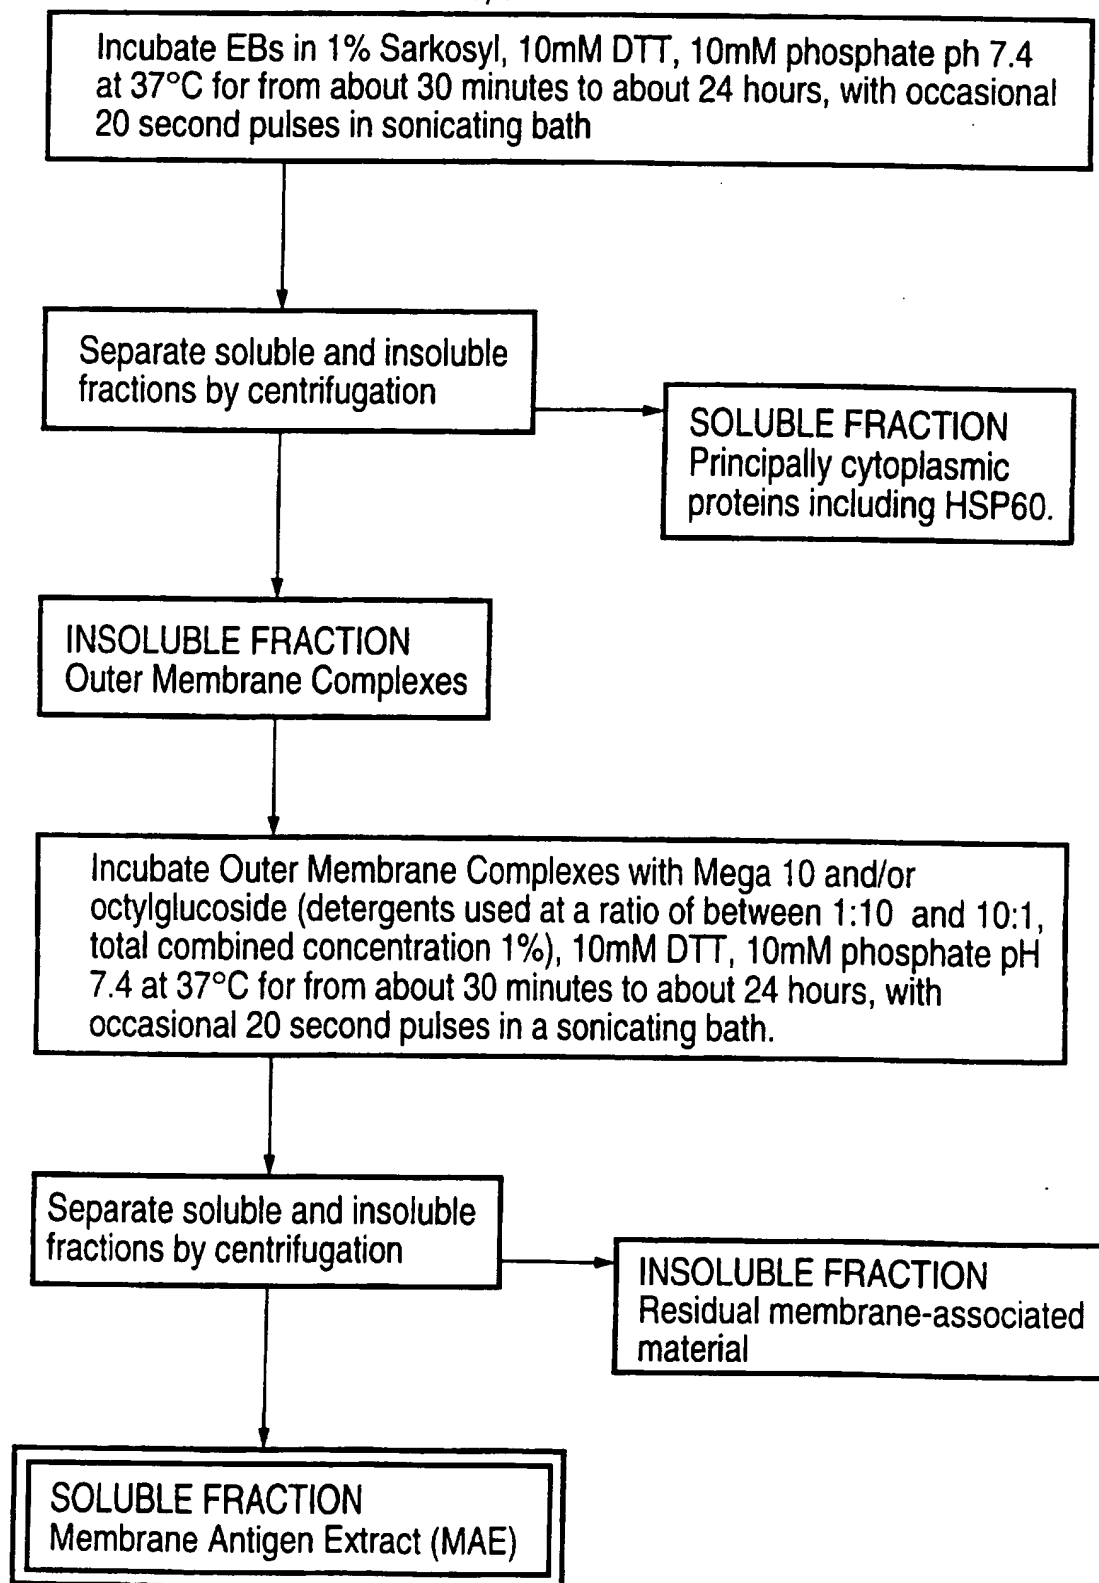 Incubate EBs in 1% Sarkosyl, 10mM DTT, 10mM phosphate ph 7.4
at 37°C for from about 30 minutes to about 24 hours, with occasional
20 second pulses in sonicating bath
Separate soluble and insoluble
fractions by centrifugation
SOLUBLE FRACTION
Principally cytoplasmic
proteins including HSP60.
INSOLUBLE FRACTION
Outer Membrane Complexes
Incubate Outer Membrane Complexes with Mega 10 and/or
octylglucoside (detergents used at a ratio of between 1:10 and 10:1,
total combined concentration 1%), 10mM DTT, 10mM phosphate pH
7.4 at 37°C for from about 30 minutes to about 24 hours, with
occasional 20 second pulses in a sonicating bath.
Separate soluble and insoluble
fractions by centrifugation
INSOLUBLE FRACTION
Residual membrane-associated
material
SOLUBLE FRACTION
Membrane Antigen Extract (MAE)